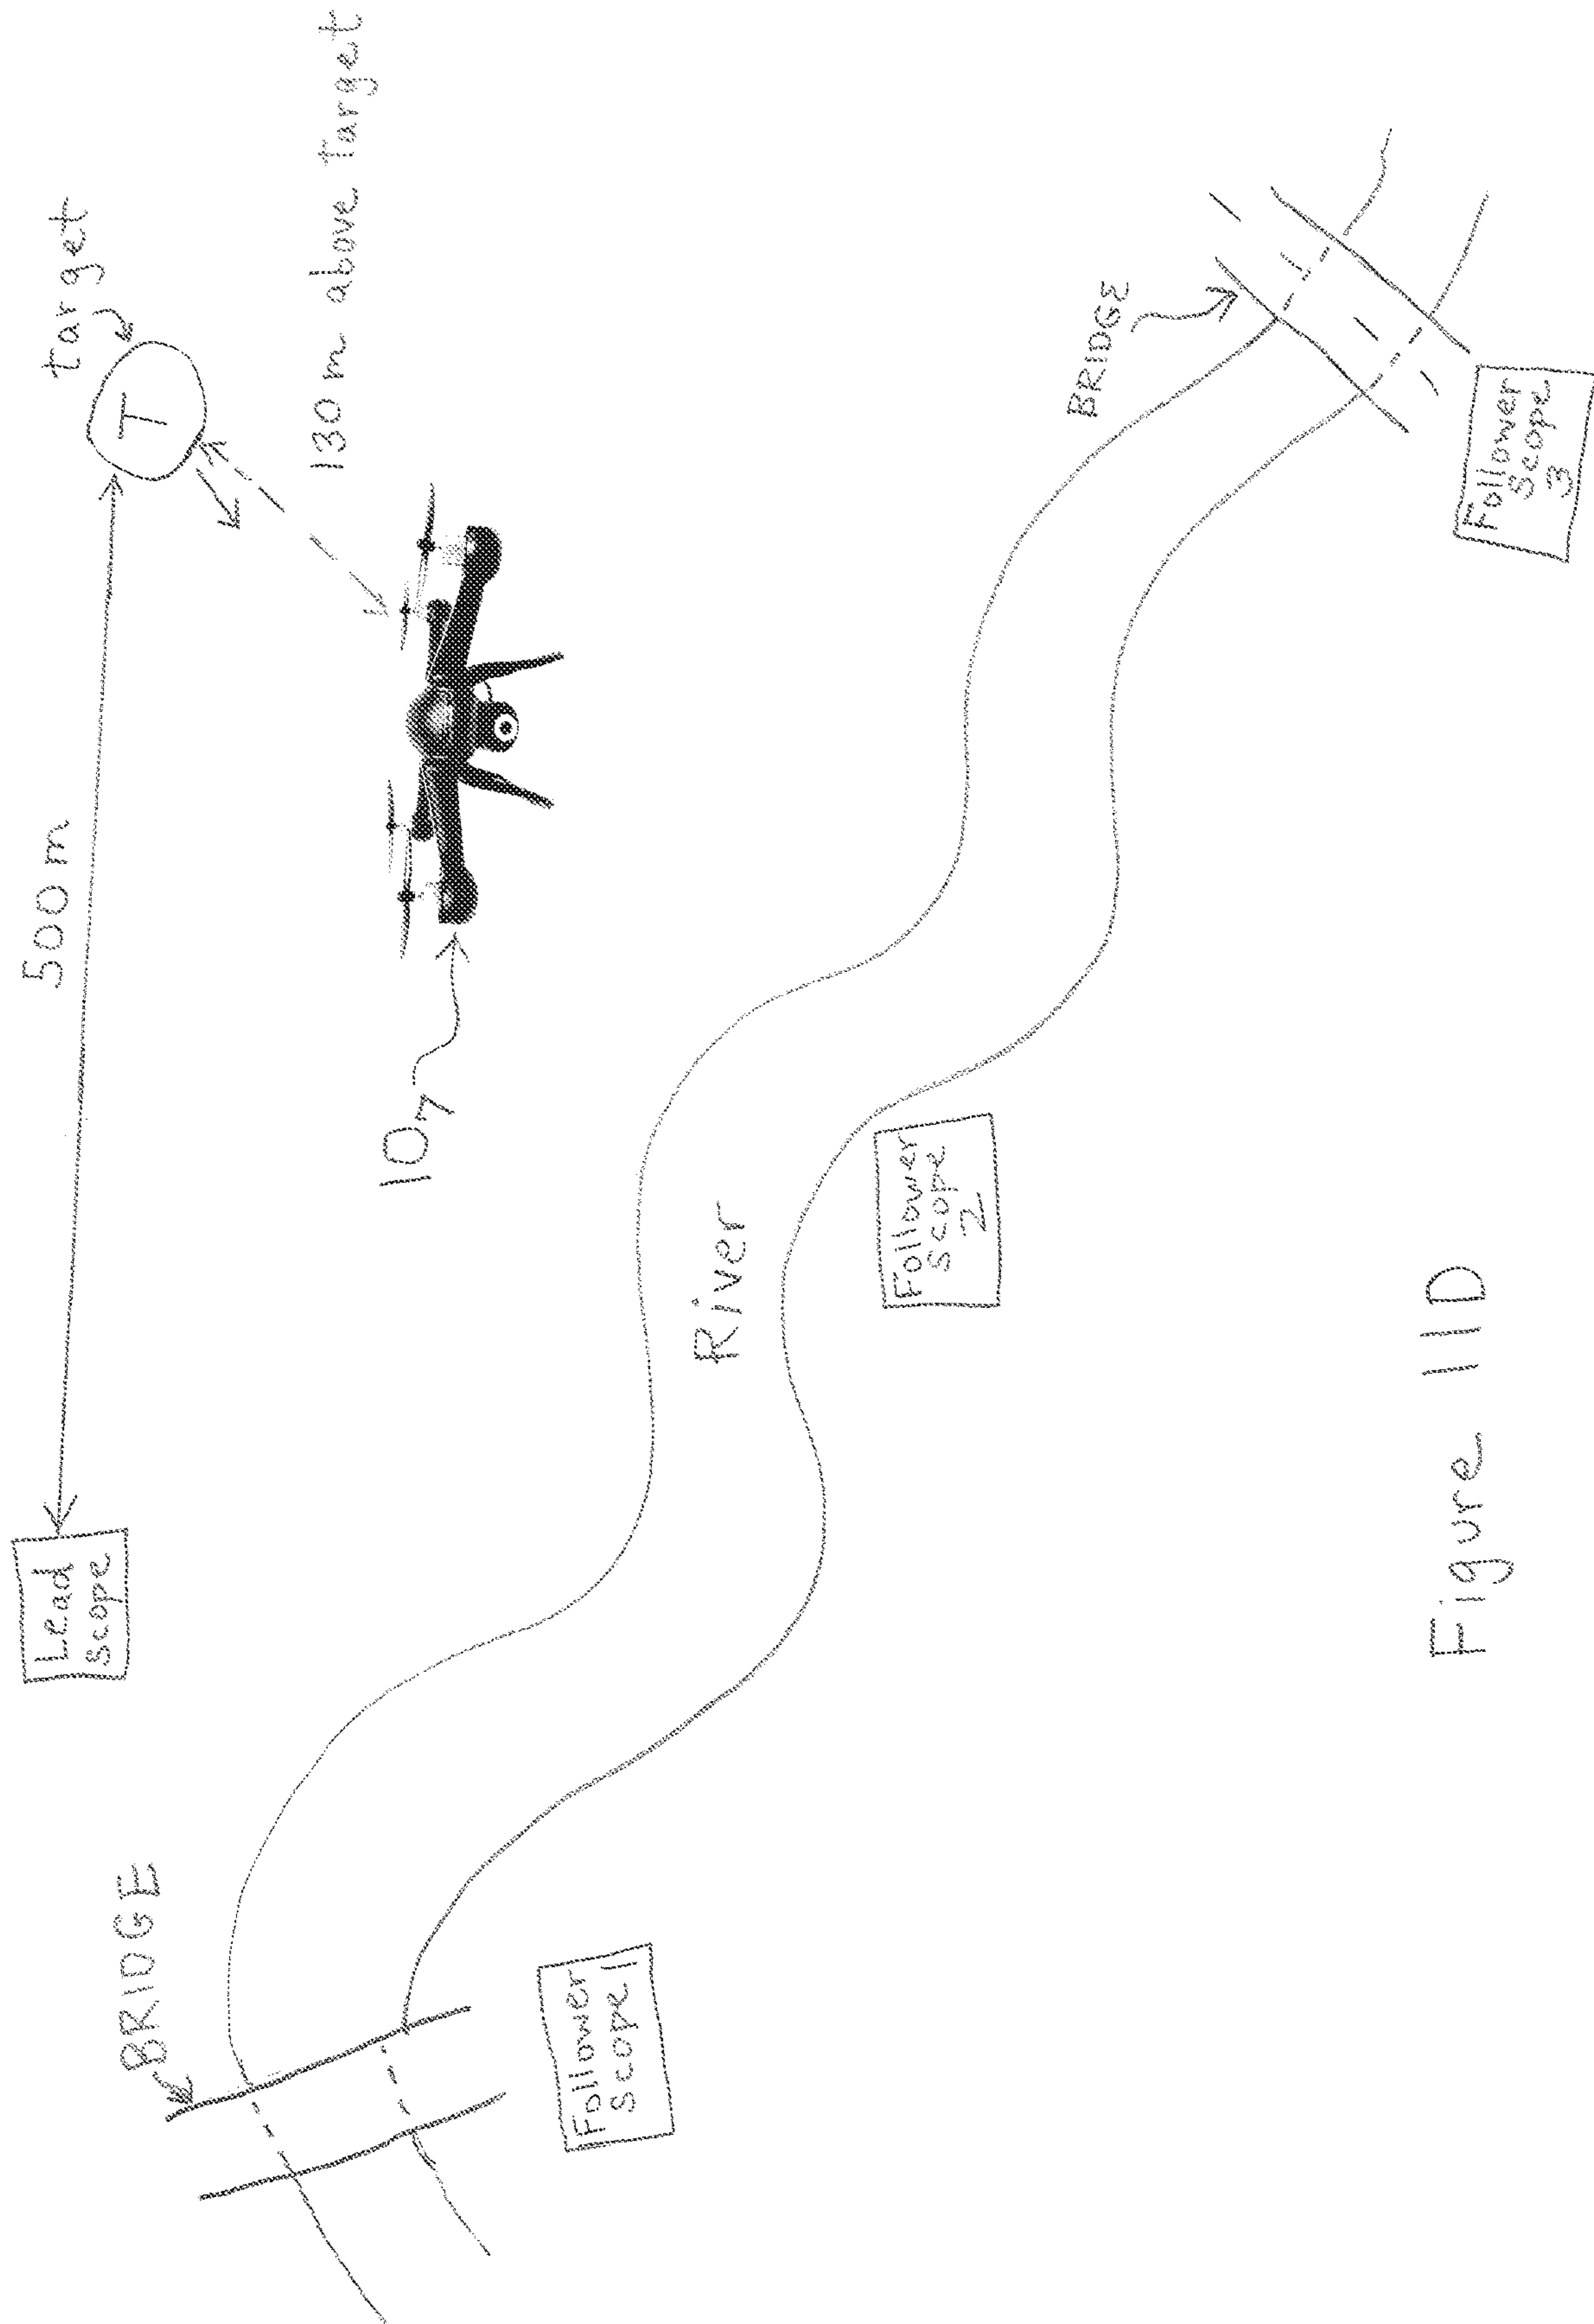 500 m
target
T
Lead
Scope
130 m above Target
10₇
BRIDGE
River
BRIDGE
Follower
Scope 1
Follower
Scope
2
Follower
Scope
3
Figure 11D